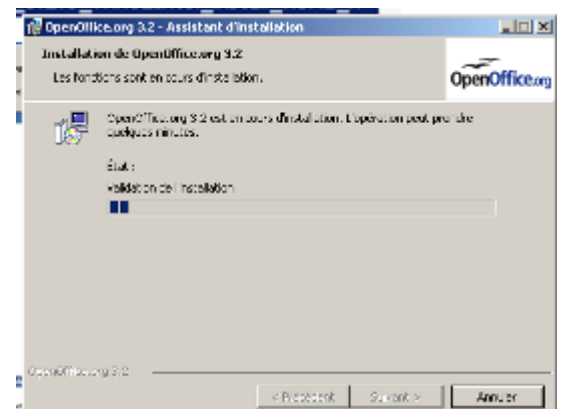 OpenOffice.org 3.2 - Assistant d'installation
Installation de OpenOffice.org 3.2
Les fonctions sont en cours d'installation.
OpenOffice.org
OpenOffice.org 3.2 est en cours d'installation. L'opération peut prendre
quelques minutes.
État :
Validation de l'installation
OpenOffice.org 3.2
< Précédent
Suivant >
Annuler